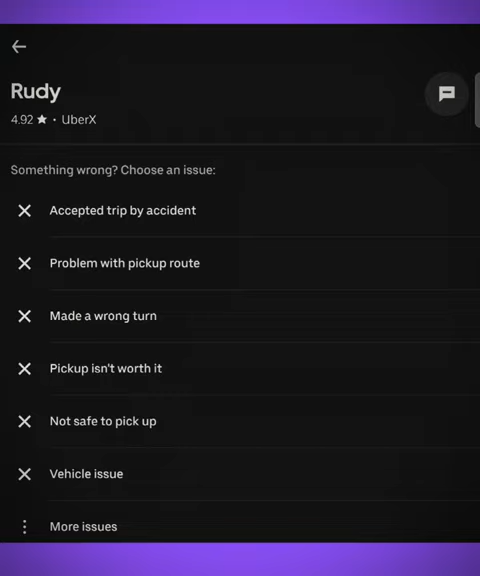 Rudy
4.92 ★ • UberX
Something wrong? Choose an issue:
Accepted trip by accident
Problem with pickup route
Made a wrong turn
Pickup isn't worth it
Not safe to pick up
Vehicle issue
More issues